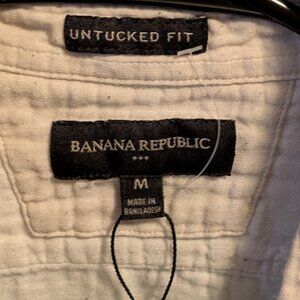 UNTUCKED FIT
BANANA REPUBLIC
M
MADE IN
BANGLADESH